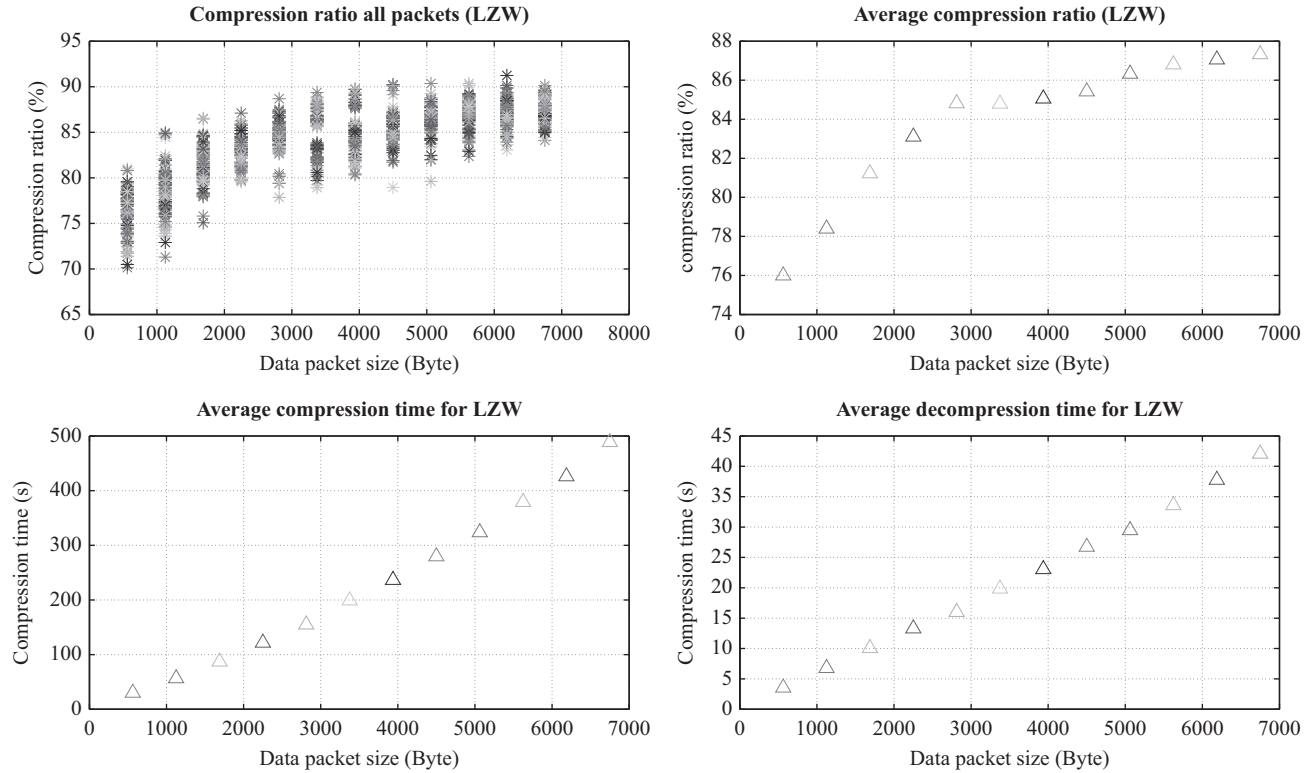 Compression ratio all packets (LZW)
Compression ratio (%)
95
90
85
80
75
70
65
0 1000 2000 3000 4000 5000 6000 7000 8000
Data packet size (Byte)
Average compression ratio (LZW)
compression ratio (%)
88
86
84
82
80
78
76
74
0 1000 2000 3000 4000 5000 6000 7000
Data packet size (Byte)
Average compression time for LZW
Compression time (s)
500
400
300
200
100
0
0 1000 2000 3000 4000 5000 6000 7000
Data packet size (Byte)
Average decompression time for LZW
Compression time (s)
45
40
35
30
25
20
15
10
5
0
0 1000 2000 3000 4000 5000 6000 7000
Data packet size (Byte)